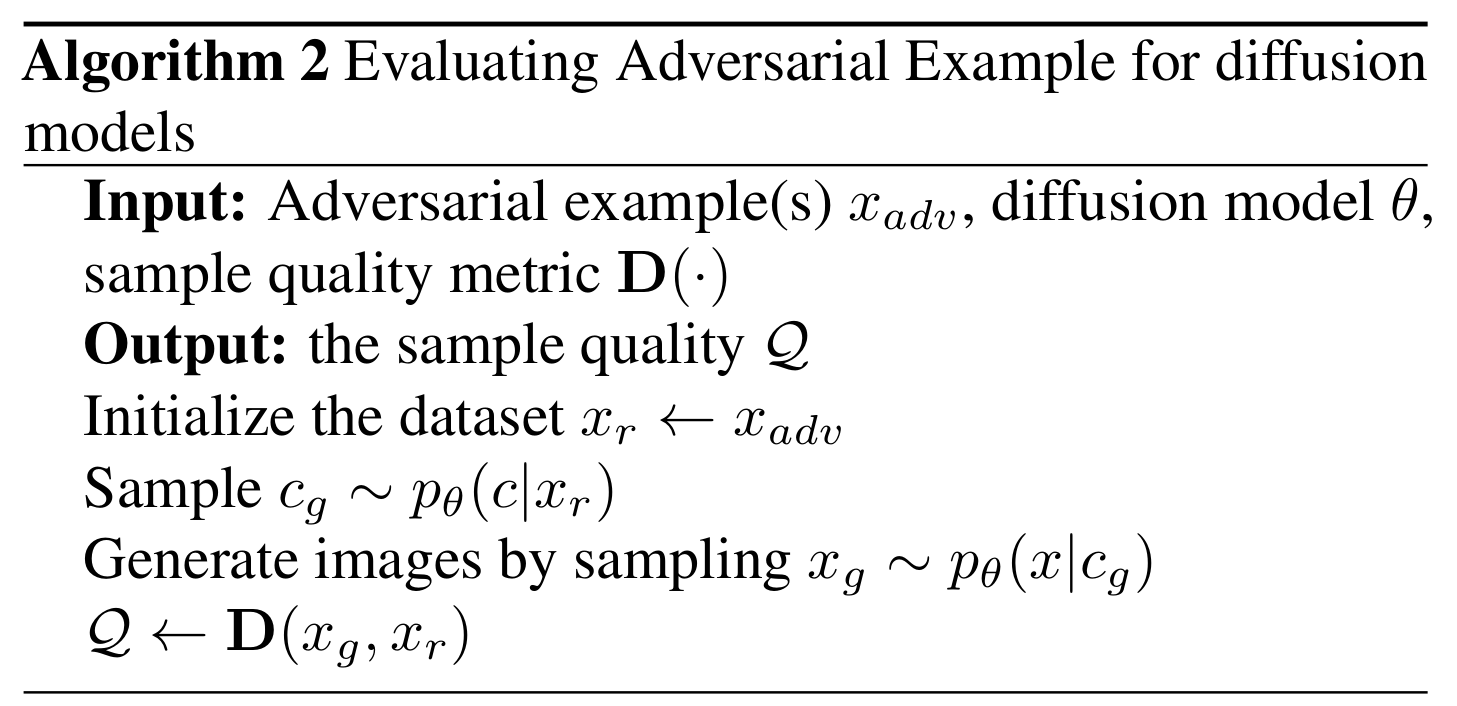 Algorithm 2 Evaluating Adversarial Example for diffusion
models
Input: Adversarial example(s) $x_{adv}$, diffusion model $\theta$,
sample quality metric $\mathbf{D}(\cdot)$
Output: the sample quality $\mathcal{Q}$
Initialize the dataset $x_r \leftarrow x_{adv}$
Sample $c_g \sim p_\theta(c|x_r)$
Generate images by sampling $x_g \sim p_\theta(x|c_g)$
$\mathcal{Q} \leftarrow \mathbf{D}(x_g, x_r)$